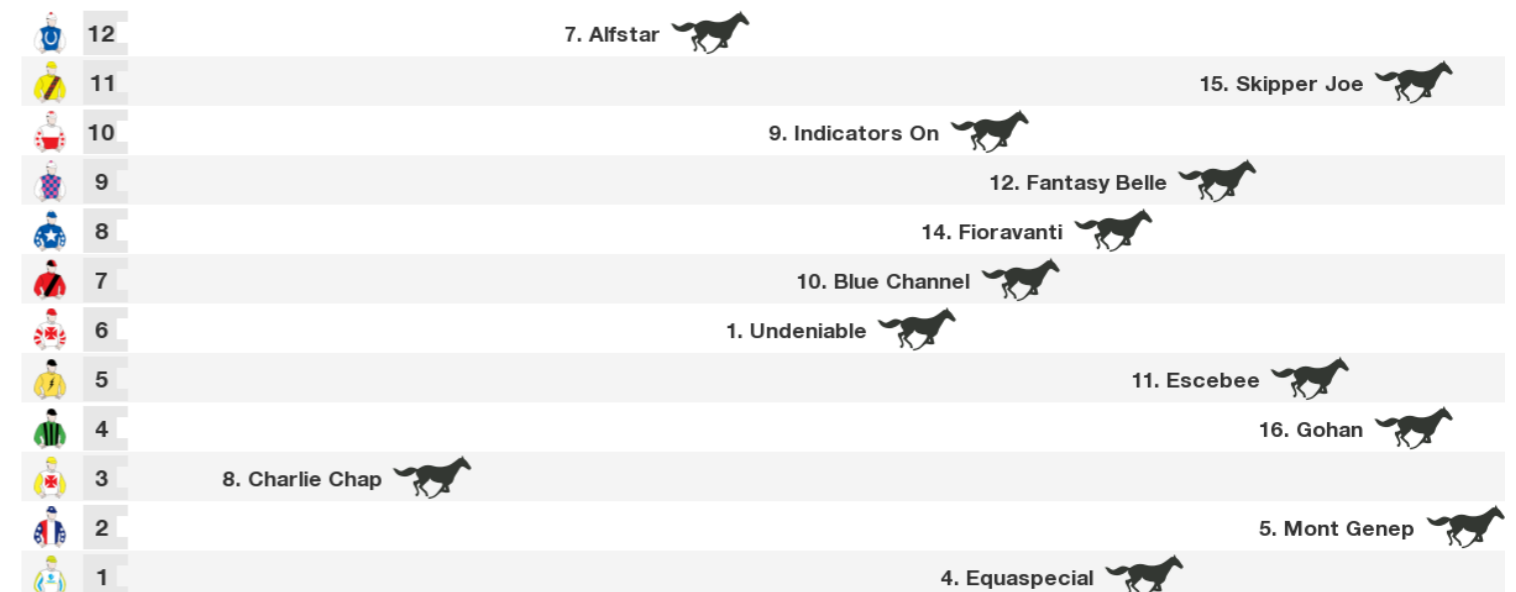 12 7. Alfstar
11 15. Skipper Joe
10 9. Indicators On
9 12. Fantasy Belle
8 14. Fioravanti
7 10. Blue Channel
6 1. Undeniable
5 11. Escebee
4 16. Gohan
3 8. Charlie Chap
2 5. Mont Genep
1 4. Equaspecial